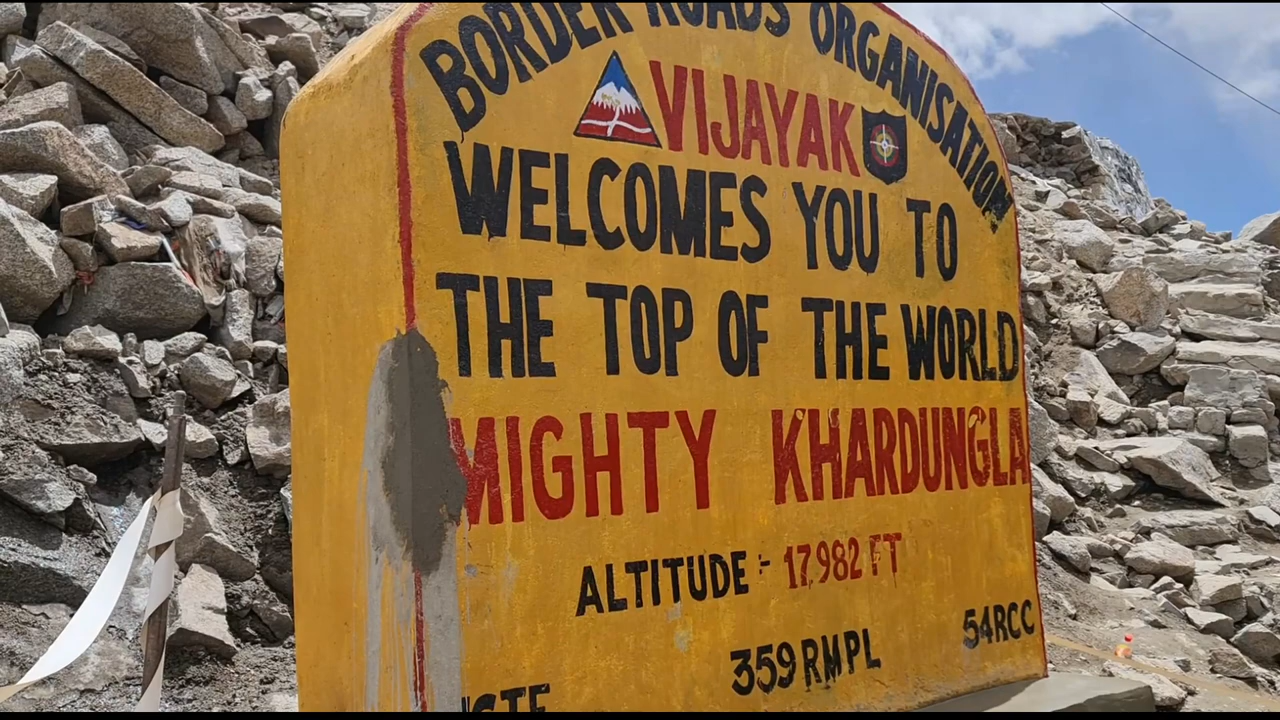 BORDER ROADS ORGANISATION
VIJAYAK
WELCOMES YOU TO
THE TOP OF THE WORLD
MIGHTY KHARDUNGLA
ALTITUDE :- 17,982 FT
359 RMPL
54RCC